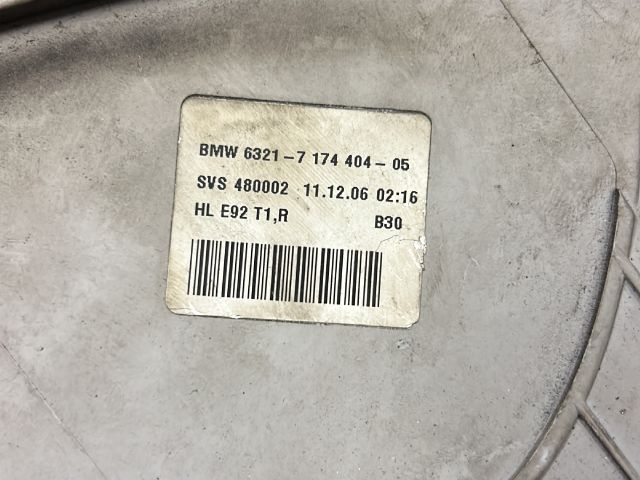 BMW 6321-7 174 404-05
SVS 480002 11.12.06 02:16
HL E92 T1,R B30